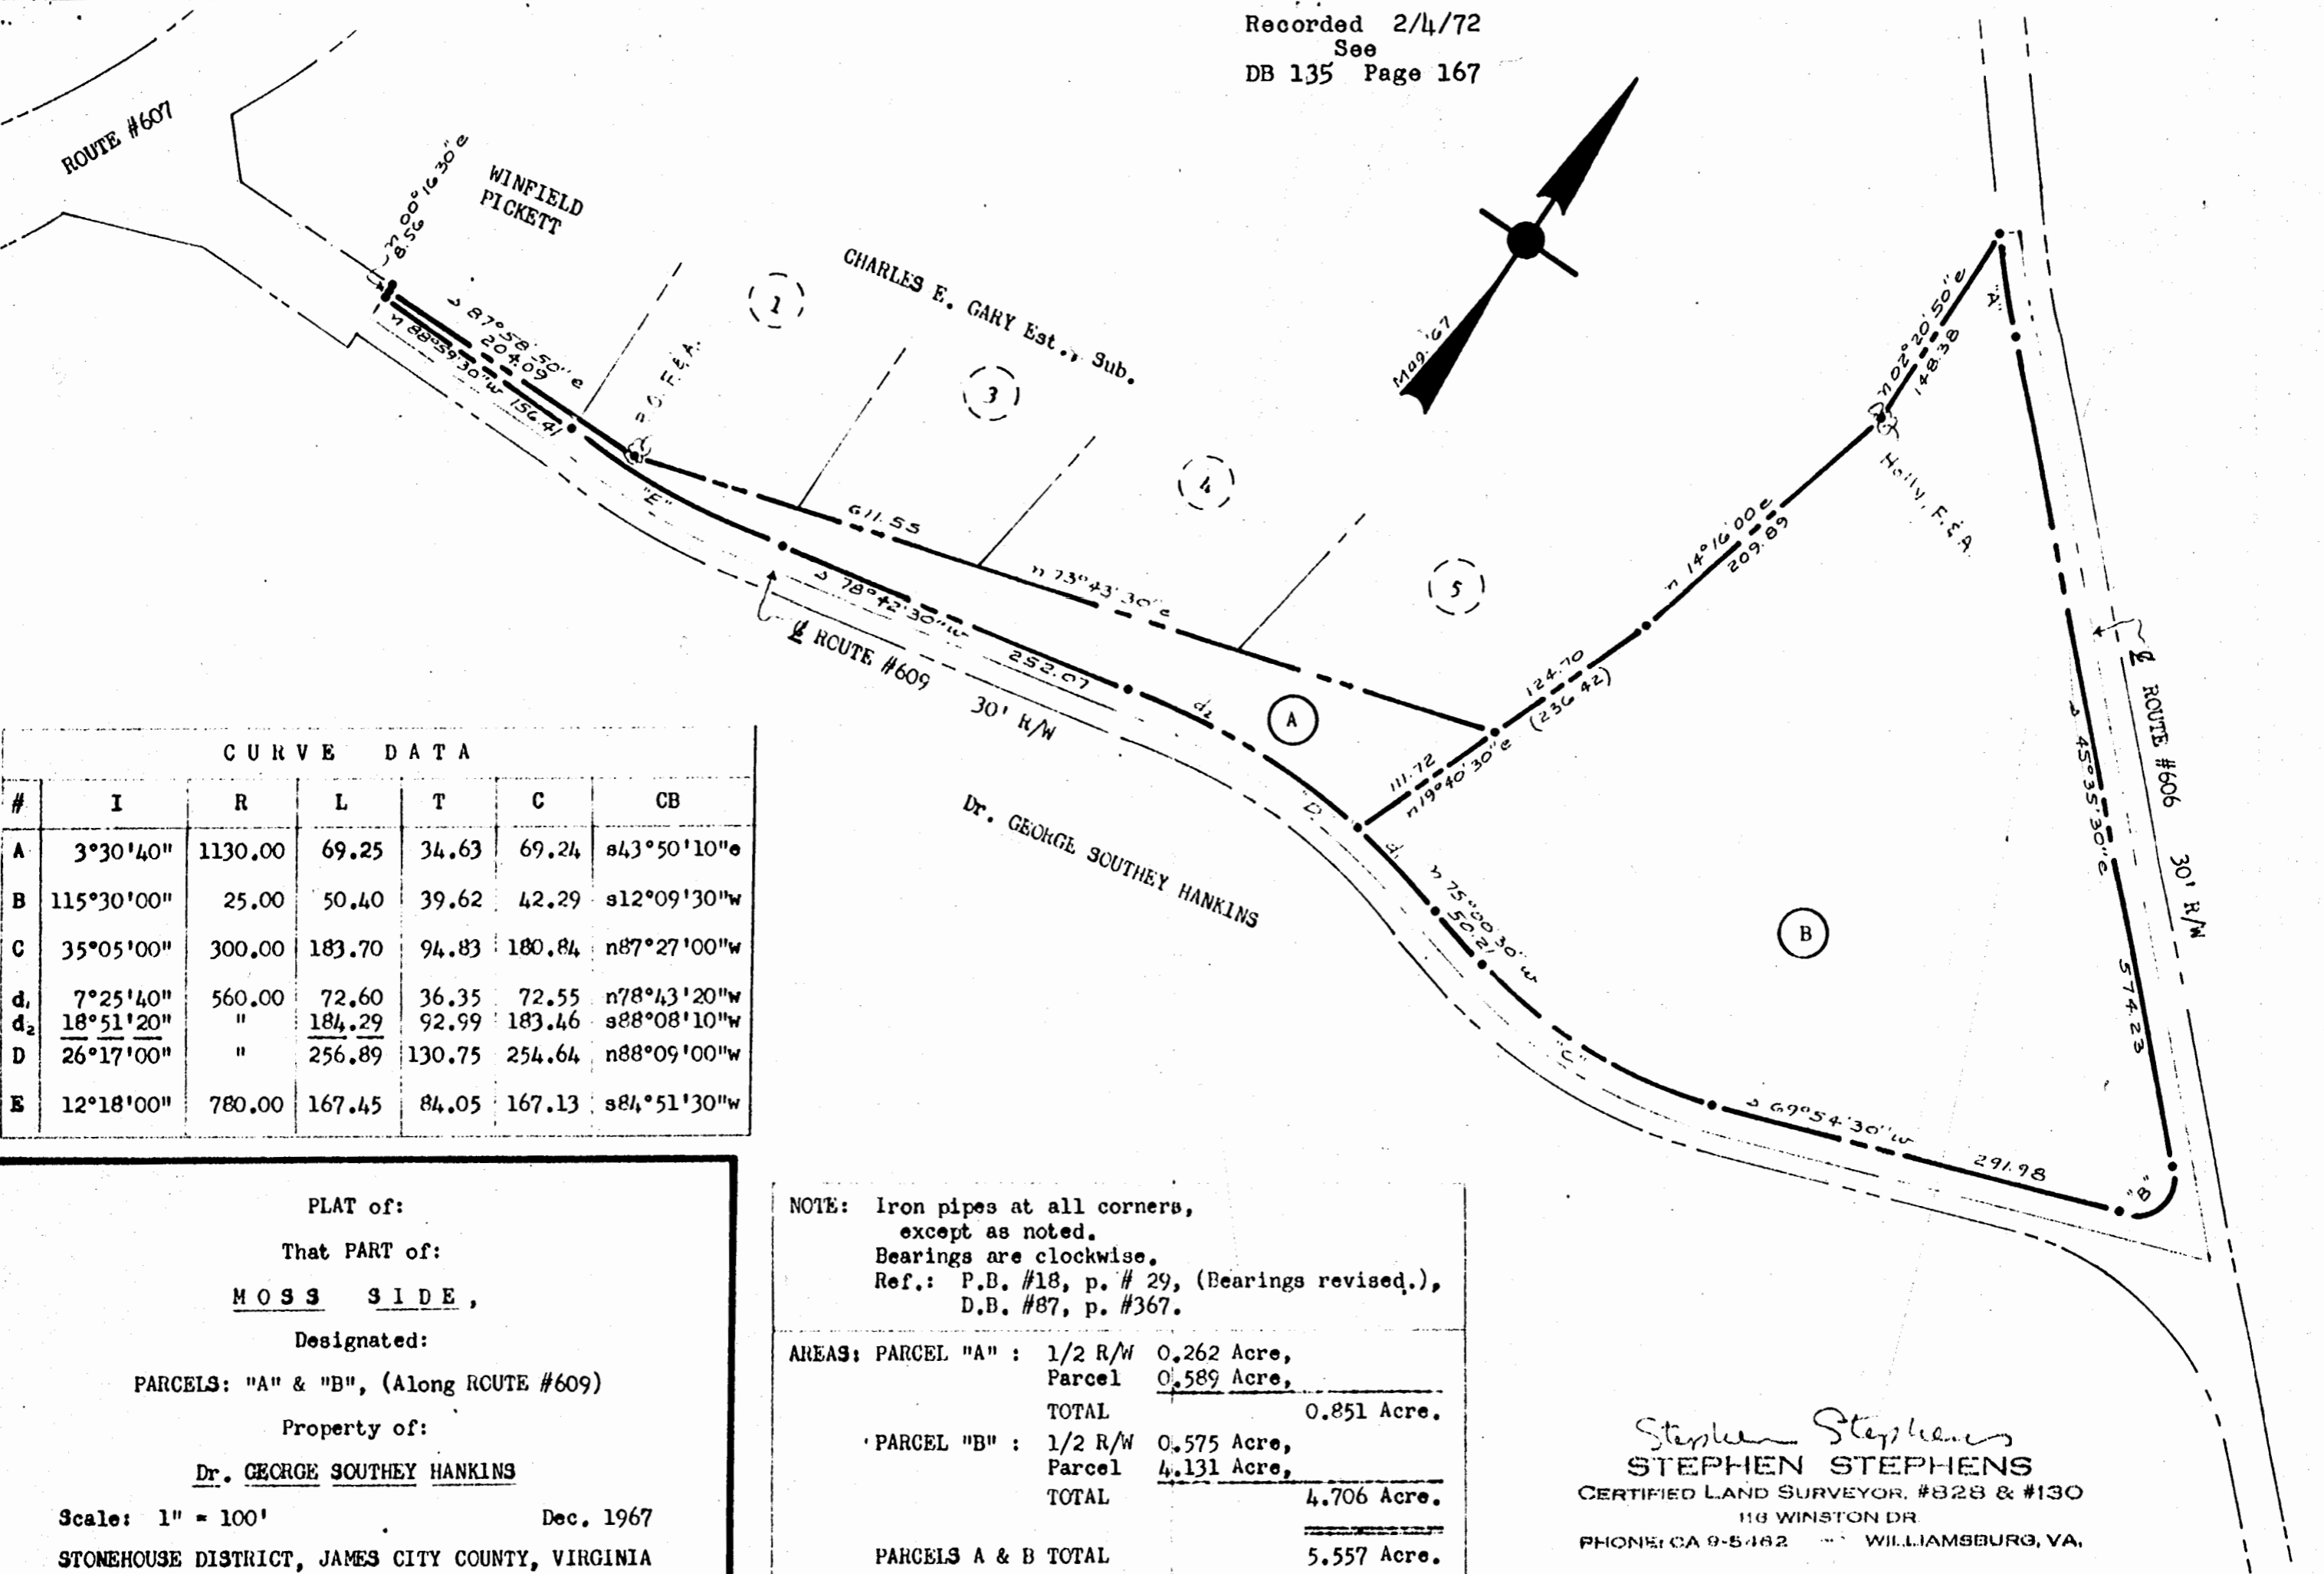 Recorded 2/4/72
See
DB 135 Page 167
ROUTE #607
n 00°16'30"e
8.56
WINFIELD
PICKETT
s 87°58'50"e
204.09
n 88°59'30"w 156.41
P.O.F.&A.
1
CHARLES E. GARY Est., Sub.
3
4
5
Mag. '67
n 02°20'50"e
148.38
"A"
Holly, F.&A.
n 14°16'00"e
209.89
"E"
611.55
n 73°43'30"e
s 78°42'30"w
252.07
℄ ROUTE #609 30' R/W
d2
A
124.70
(236.42)
111.72
n 19°40'30"e
"D"
d1
n 75°00'30"w
50.21
Dr. GEORGE SOUTHEY HANKINS
B
℄ ROUTE #606 30' R/W
s 45°35'30"e
574.23
"C"
s 69°54'30"w
291.98
"B"
CURVE DATA
# I R L T C CB
A 3°30'40" 1130.00 69.25 34.63 69.24 s43°50'10"e
B 115°30'00" 25.00 50.40 39.62 42.29 s12°09'30"w
C 35°05'00" 300.00 183.70 94.83 180.84 n87°27'00"w
d1 7°25'40" 560.00 72.60 36.35 72.55 n78°43'20"w
d2 18°51'20" " 184.29 92.99 183.46 s88°08'10"w
D 26°17'00" " 256.89 130.75 254.64 n88°09'00"w
E 12°18'00" 780.00 167.45 84.05 167.13 s84°51'30"w
PLAT of:
That PART of:
MOSS SIDE,
Designated:
PARCELS: "A" & "B", (Along ROUTE #609)
Property of:
Dr. GEORGE SOUTHEY HANKINS
Scale: 1" = 100' Dec. 1967
STONEHOUSE DISTRICT, JAMES CITY COUNTY, VIRGINIA
NOTE: Iron pipes at all corners,
except as noted.
Bearings are clockwise.
Ref.: P.B. #18, p. # 29, (Bearings revised.),
D.B. #87, p. #367.
AREAS: PARCEL "A" : 1/2 R/W 0.262 Acre,
Parcel 0.589 Acre,
TOTAL 0.851 Acre.
PARCEL "B" : 1/2 R/W 0.575 Acre,
Parcel 4.131 Acre,
TOTAL 4.706 Acre.
PARCELS A & B TOTAL 5.557 Acre.
Stephen Stephens
STEPHEN STEPHENS
CERTIFIED LAND SURVEYOR, #828 & #130
116 WINSTON DR.
PHONE: CA 9-5462 -- WILLIAMSBURG, VA.